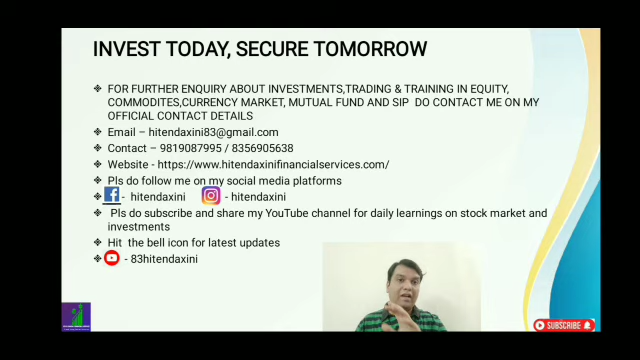 INVEST TODAY, SECURE TOMORROW
FOR FURTHER ENQUIRY ABOUT INVESTMENTS,TRADING & TRAINING IN EQUITY,
COMMODITES,CURRENCY MARKET, MUTUAL FUND AND SIP DO CONTACT ME ON MY
OFFICIAL CONTACT DETAILS
Email – hitendaxini83@gmail.com
Contact – 9819087995 / 8356905638
Website - https://www.hitendaxinifinancialservices.com/
Pls do follow me on my social media platforms
- hitendaxini - hitendaxini
Pls do subscribe and share my YouTube channel for daily learnings on stock market and
investments
Hit the bell icon for latest updates
- 83hitendaxini
SUBSCRIBE